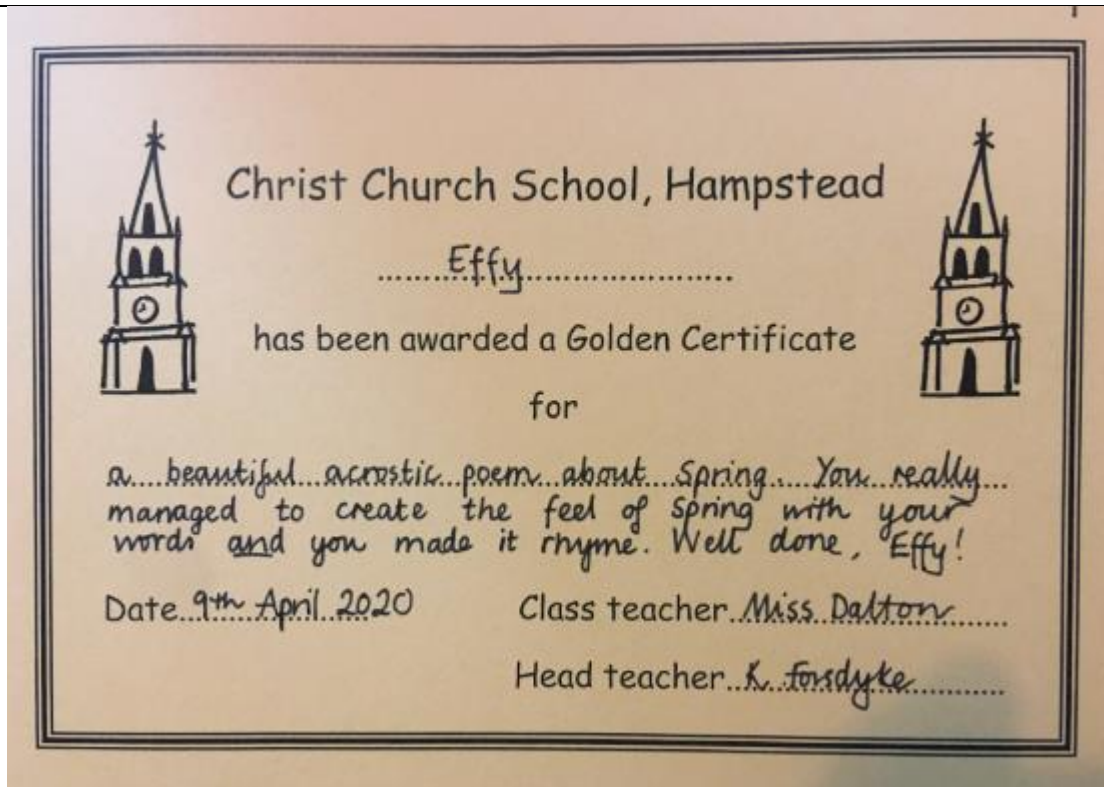 Christ Church School, Hampstead
Effy
has been awarded a Golden Certificate
for
a beautiful acrostic poem about Spring. You really
managed to create the feel of Spring with your
words and you made it rhyme. Well done, Effy!
Date 9th April 2020 Class teacher Miss Dalton
Head teacher K Forsdyke